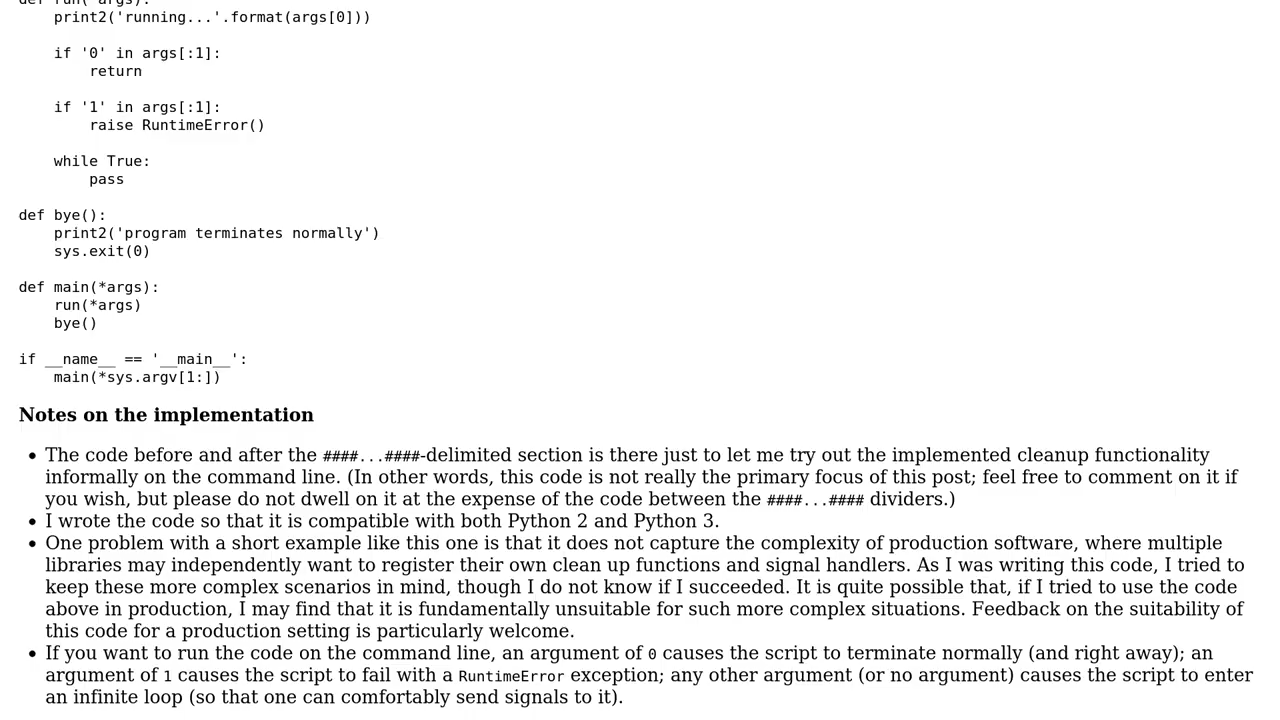 def run(*args):
    print2('running...'.format(args[0]))

    if '0' in args[:1]:
        return

    if '1' in args[:1]:
        raise RuntimeError()

    while True:
        pass

def bye():
    print2('program terminates normally')
    sys.exit(0)

def main(*args):
    run(*args)
    bye()

if __name__ == '__main__':
    main(*sys.argv[1:])
Notes on the implementation
• The code before and after the ####...####-delimited section is there just to let me try out the implemented cleanup functionality
informally on the command line. (In other words, this code is not really the primary focus of this post; feel free to comment on it if
you wish, but please do not dwell on it at the expense of the code between the ####...#### dividers.)
• I wrote the code so that it is compatible with both Python 2 and Python 3.
• One problem with a short example like this one is that it does not capture the complexity of production software, where multiple
libraries may independently want to register their own clean up functions and signal handlers. As I was writing this code, I tried to
keep these more complex scenarios in mind, though I do not know if I succeeded. It is quite possible that, if I tried to use the code
above in production, I may find that it is fundamentally unsuitable for such more complex situations. Feedback on the suitability of
this code for a production setting is particularly welcome.
• If you want to run the code on the command line, an argument of 0 causes the script to terminate normally (and right away); an
argument of 1 causes the script to fail with a RuntimeError exception; any other argument (or no argument) causes the script to enter
an infinite loop (so that one can comfortably send signals to it).